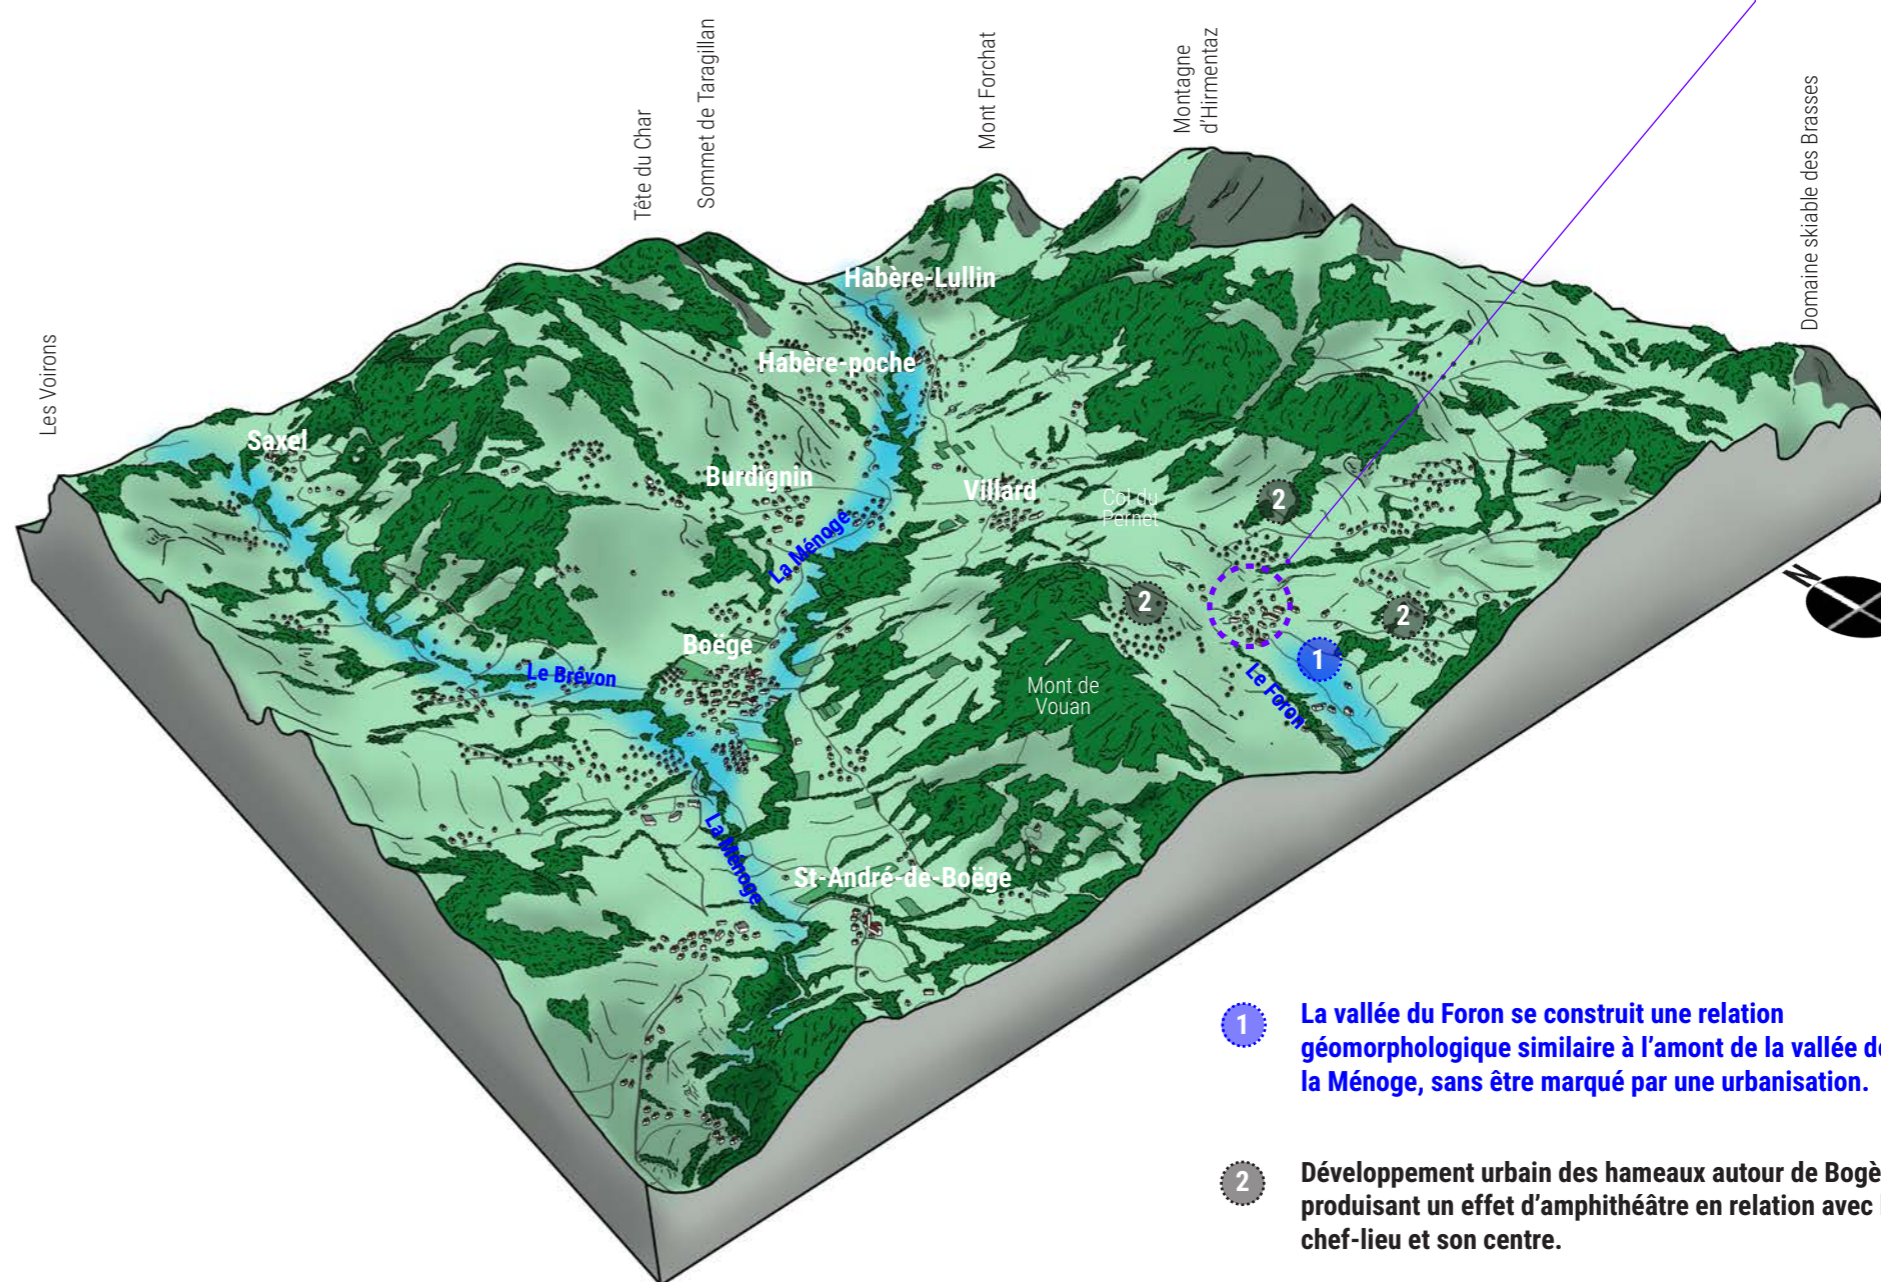 Les Voirons
Tête du Char
Sommet de Taragillan
Mont Forchat
Montagne
d'Hirmentaz
Domaine skiable des Brasses
Habère-Lullin
Habère-poche
Saxel
Burdignin
La Ménoge
Villard
Col du
Pernet
2
2
2
1
Le Foron
Boëge
Le Brévon
Mont de
Vouan
La Ménoge
St-André-de-Boëge
N
1
La vallée du Foron se construit une relation
géomorphologique similaire à l'amont de la vallée de
la Ménoge, sans être marqué par une urbanisation.
2
Développement urbain des hameaux autour de Bogè
produisant un effet d'amphithéâtre en relation avec l
chef-lieu et son centre.